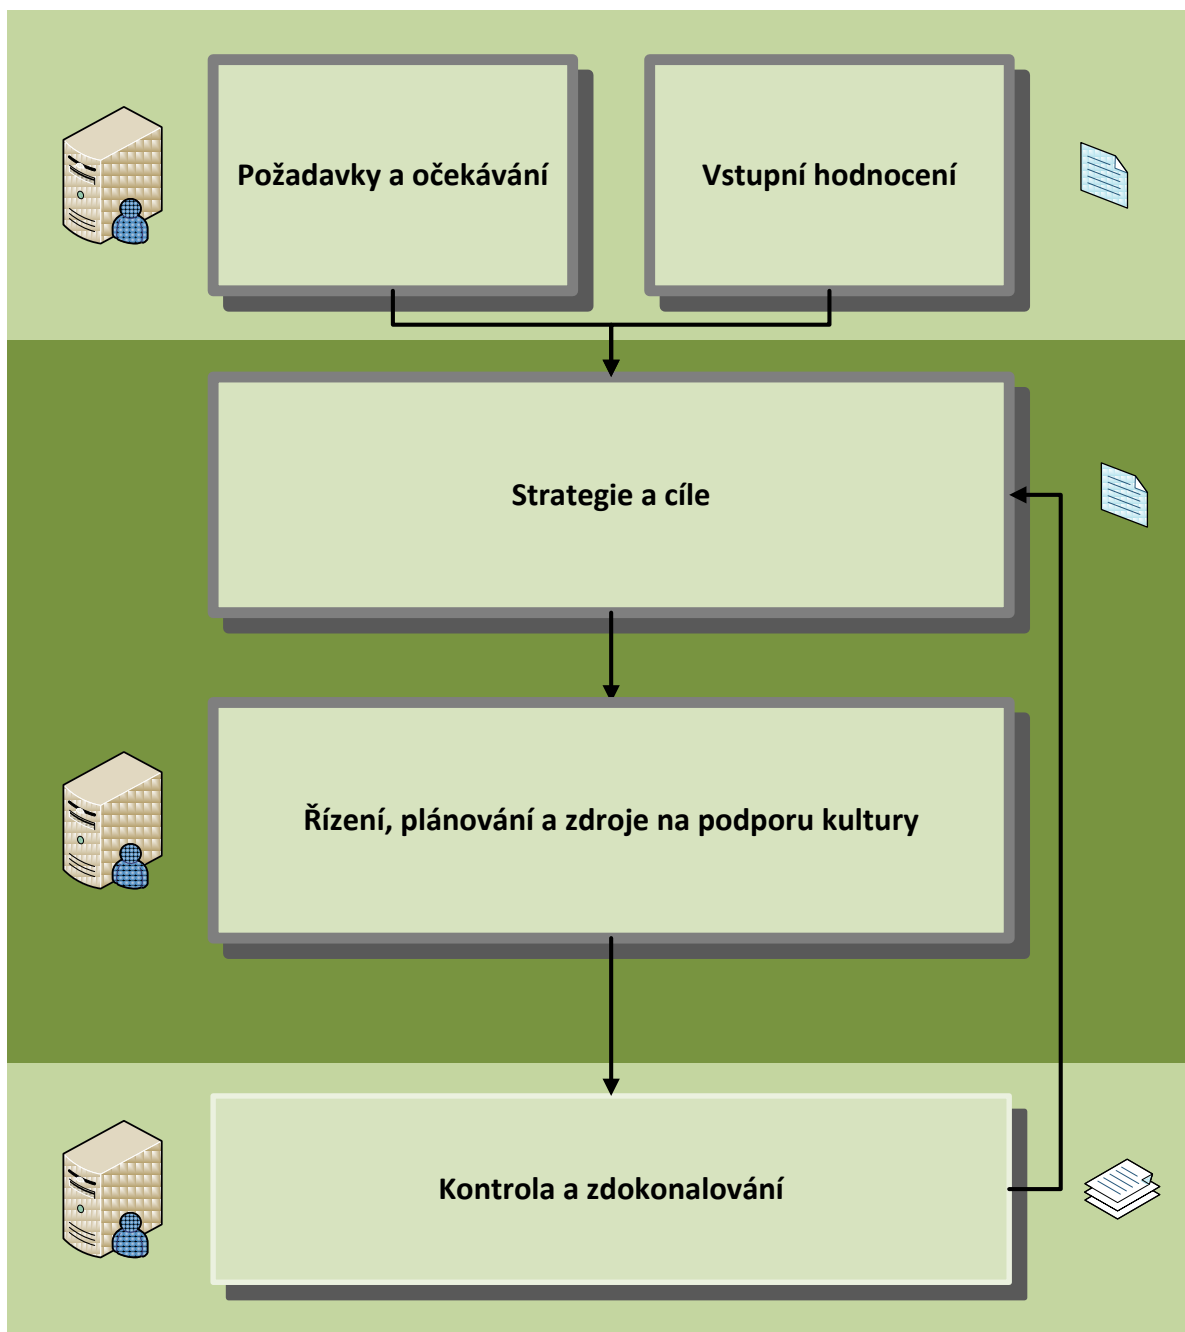 Požadavky a očekávání
Vstupní hodnocení
Strategie a cíle
Řízení, plánování a zdroje na podporu kultury
Kontrola a zdokonalování